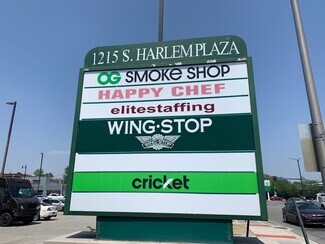 1215 S. HARLEM PLAZA
OG SMOKE SHOP
HAPPY CHEF
elitestaffing
WING·STOP
cricket